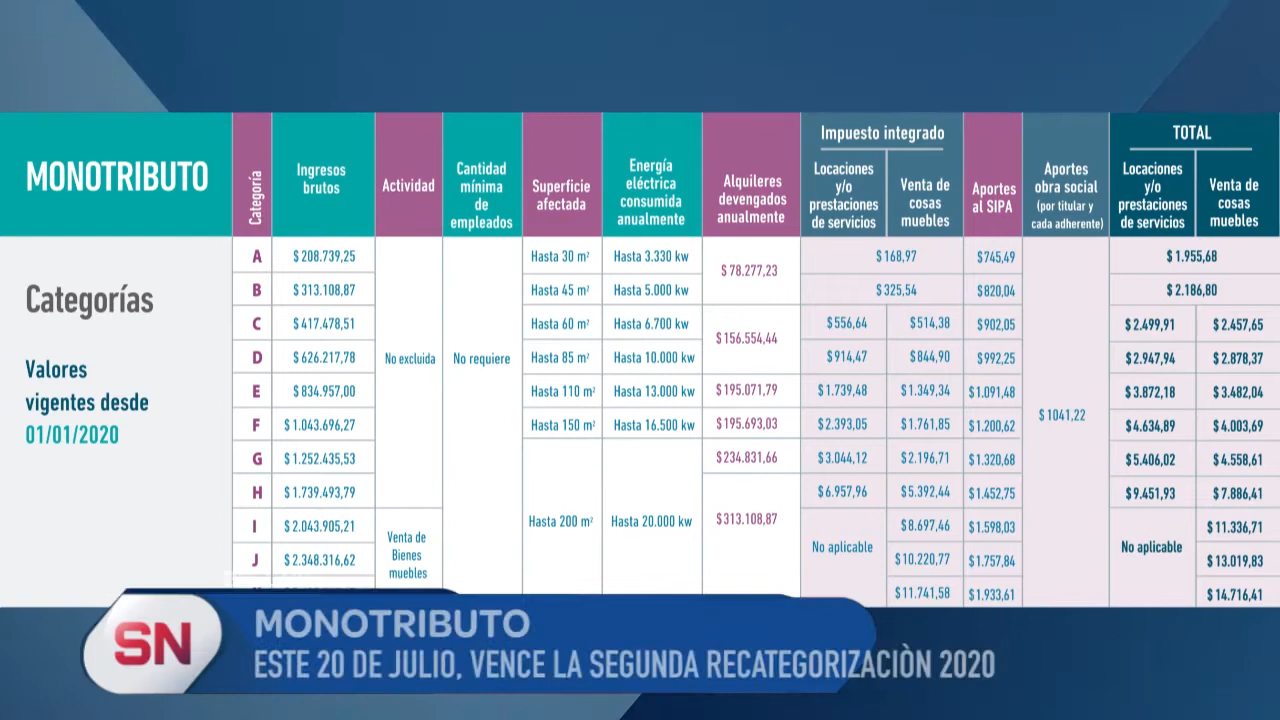 MONOTRIBUTO
Categoría
Ingresos
brutos
Actividad
Cantidad
mínima
de
empleados
Superficie
afectada
Energía
eléctrica
consumida
anualmente
Alquileres
devengados
anualmente
Impuesto integrado
Locaciones
y/o
prestaciones
de servicios
Venta de
cosas
muebles
Aportes
al SIPA
Aportes
obra social
(por titular y
cada adherente)
TOTAL
Locaciones
y/o
prestaciones
de servicios
Venta de
cosas
muebles
Categorías
Valores
vigentes desde
01/01/2020
A $ 208.739,25 Hasta 30 m² Hasta 3.330 kw $ 168,97 $745,49 $ 1.955,68
$ 78.277,23
B $ 313.108,87 Hasta 45 m² Hasta 5.000 kw $ 325,54 $820,04 $ 2.186,80
C $ 417.478,51 Hasta 60 m² Hasta 6.700 kw $ 556,64 $ 514,38 $ 902,05 $ 2.499,91 $ 2.457,65
$ 156.554,44
D $ 626.217,78 No excluida No requiere Hasta 85 m² Hasta 10.000 kw $ 914,47 $ 844,90 $ 992,25 $ 2.947,94 $ 2.878,37
E $ 834.957,00 Hasta 110 m² Hasta 13.000 kw $195.071,79 $ 1.739,48 $ 1.349,34 $ 1.091,48 $ 3.872,18 $ 3.482,04
$ 1041,22
F $ 1.043.696,27 Hasta 150 m² Hasta 16.500 kw $195.693,03 $ 2.393,05 $ 1.761,85 $ 1.200,62 $ 4.634,89 $ 4.003,69
G $ 1.252.435,53 $ 234.831,66 $ 3.044,12 $ 2.196,71 $ 1.320,68 $ 5.406,02 $ 4.558,61
H $ 1.739.493,79 $ 6.957,96 $ 5.392,44 $ 1.452,75 $ 9.451,93 $ 7.886,41
Hasta 200 m² Hasta 20.000 kw $313.108,87
I $ 2.043.905,21 $ 8.697,46 $ 1.598,03 $ 11.336,71
Venta de
Bienes
muebles
No aplicable No aplicable
J $ 2.348.316,62 $ 10.220,77 $ 1.757,84 $ 13.019,83
$ 11.741,58 $ 1.933,61 $ 14.716,41
SN
MONOTRIBUTO
ESTE 20 DE JULIO, VENCE LA SEGUNDA RECATEGORIZACIÒN 2020